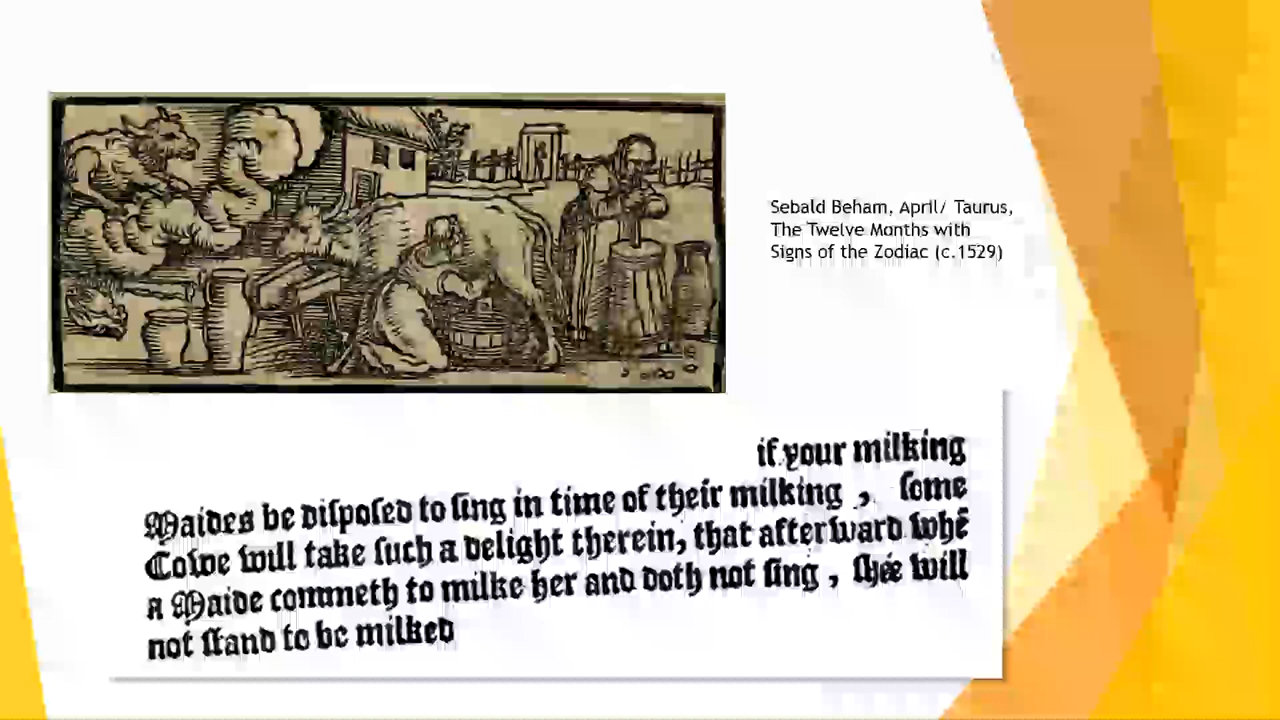 Sebald Beham, April/ Taurus,
The Twelve Months with
Signs of the Zodiac (c.1529)
if your milking
Maides be diſpoſed to ſing in time of their milking , ſome
Cowe will take ſuch a delight therein, that afterward whē
a Maide commeth to milke her and doth not ſing , ſhee will
not ſtand to be milked